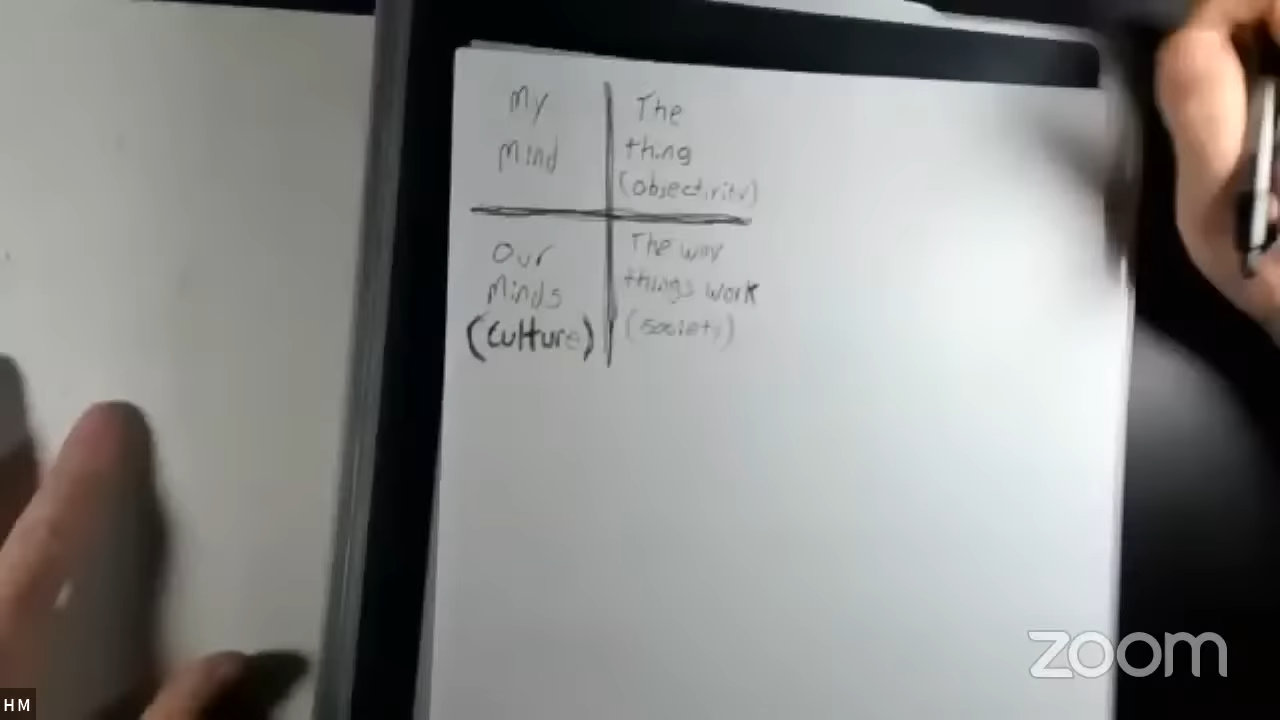 My
Mind
The
thing
(objectivity)
Our
Minds
(Culture)
The way
things work
(society)
zoom
HM